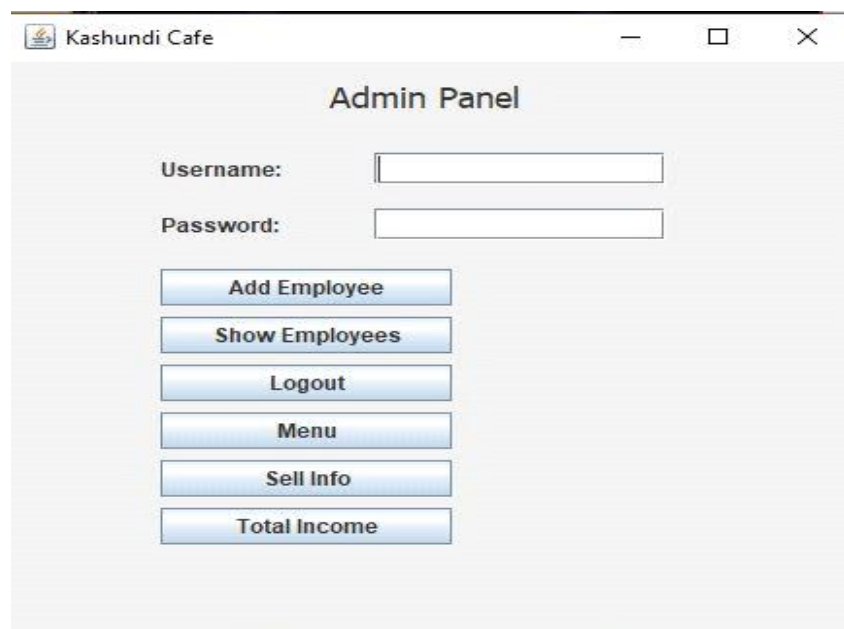 Kashundi Cafe
Admin Panel
Username:
Password:
Add Employee
Show Employees
Logout
Menu
Sell Info
Total Income